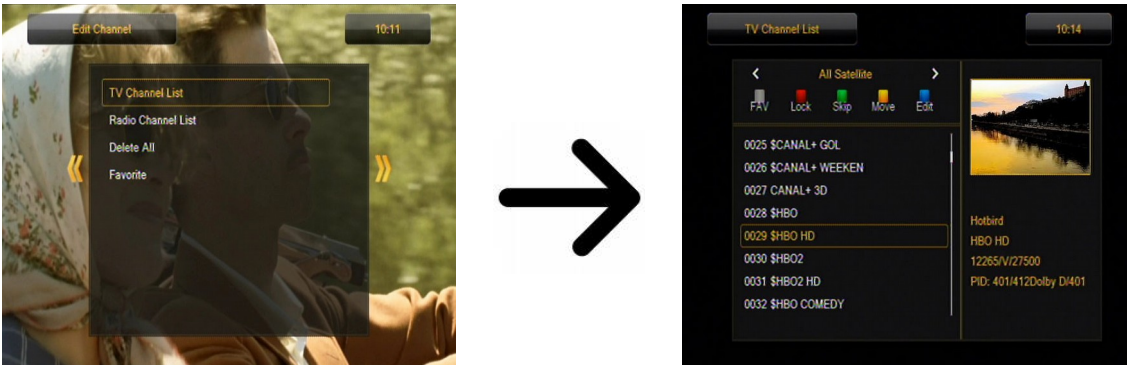 Edit Channel
10:11
TV Channel List
Radio Channel List
Delete All
Favorite
TV Channel List
10:14
All Satellite
FAV Lock Skip Move Edit
0025 $CANAL+ GOL
0026 $CANAL+ WEEKEN
0027 CANAL+ 3D
0028 $HBO
0029 $HBO HD
0030 $HBO2
0031 $HBO2 HD
0032 $HBO COMEDY
Hotbird
HBO HD
12265/V/27500
PID: 401/412Dolby D/401